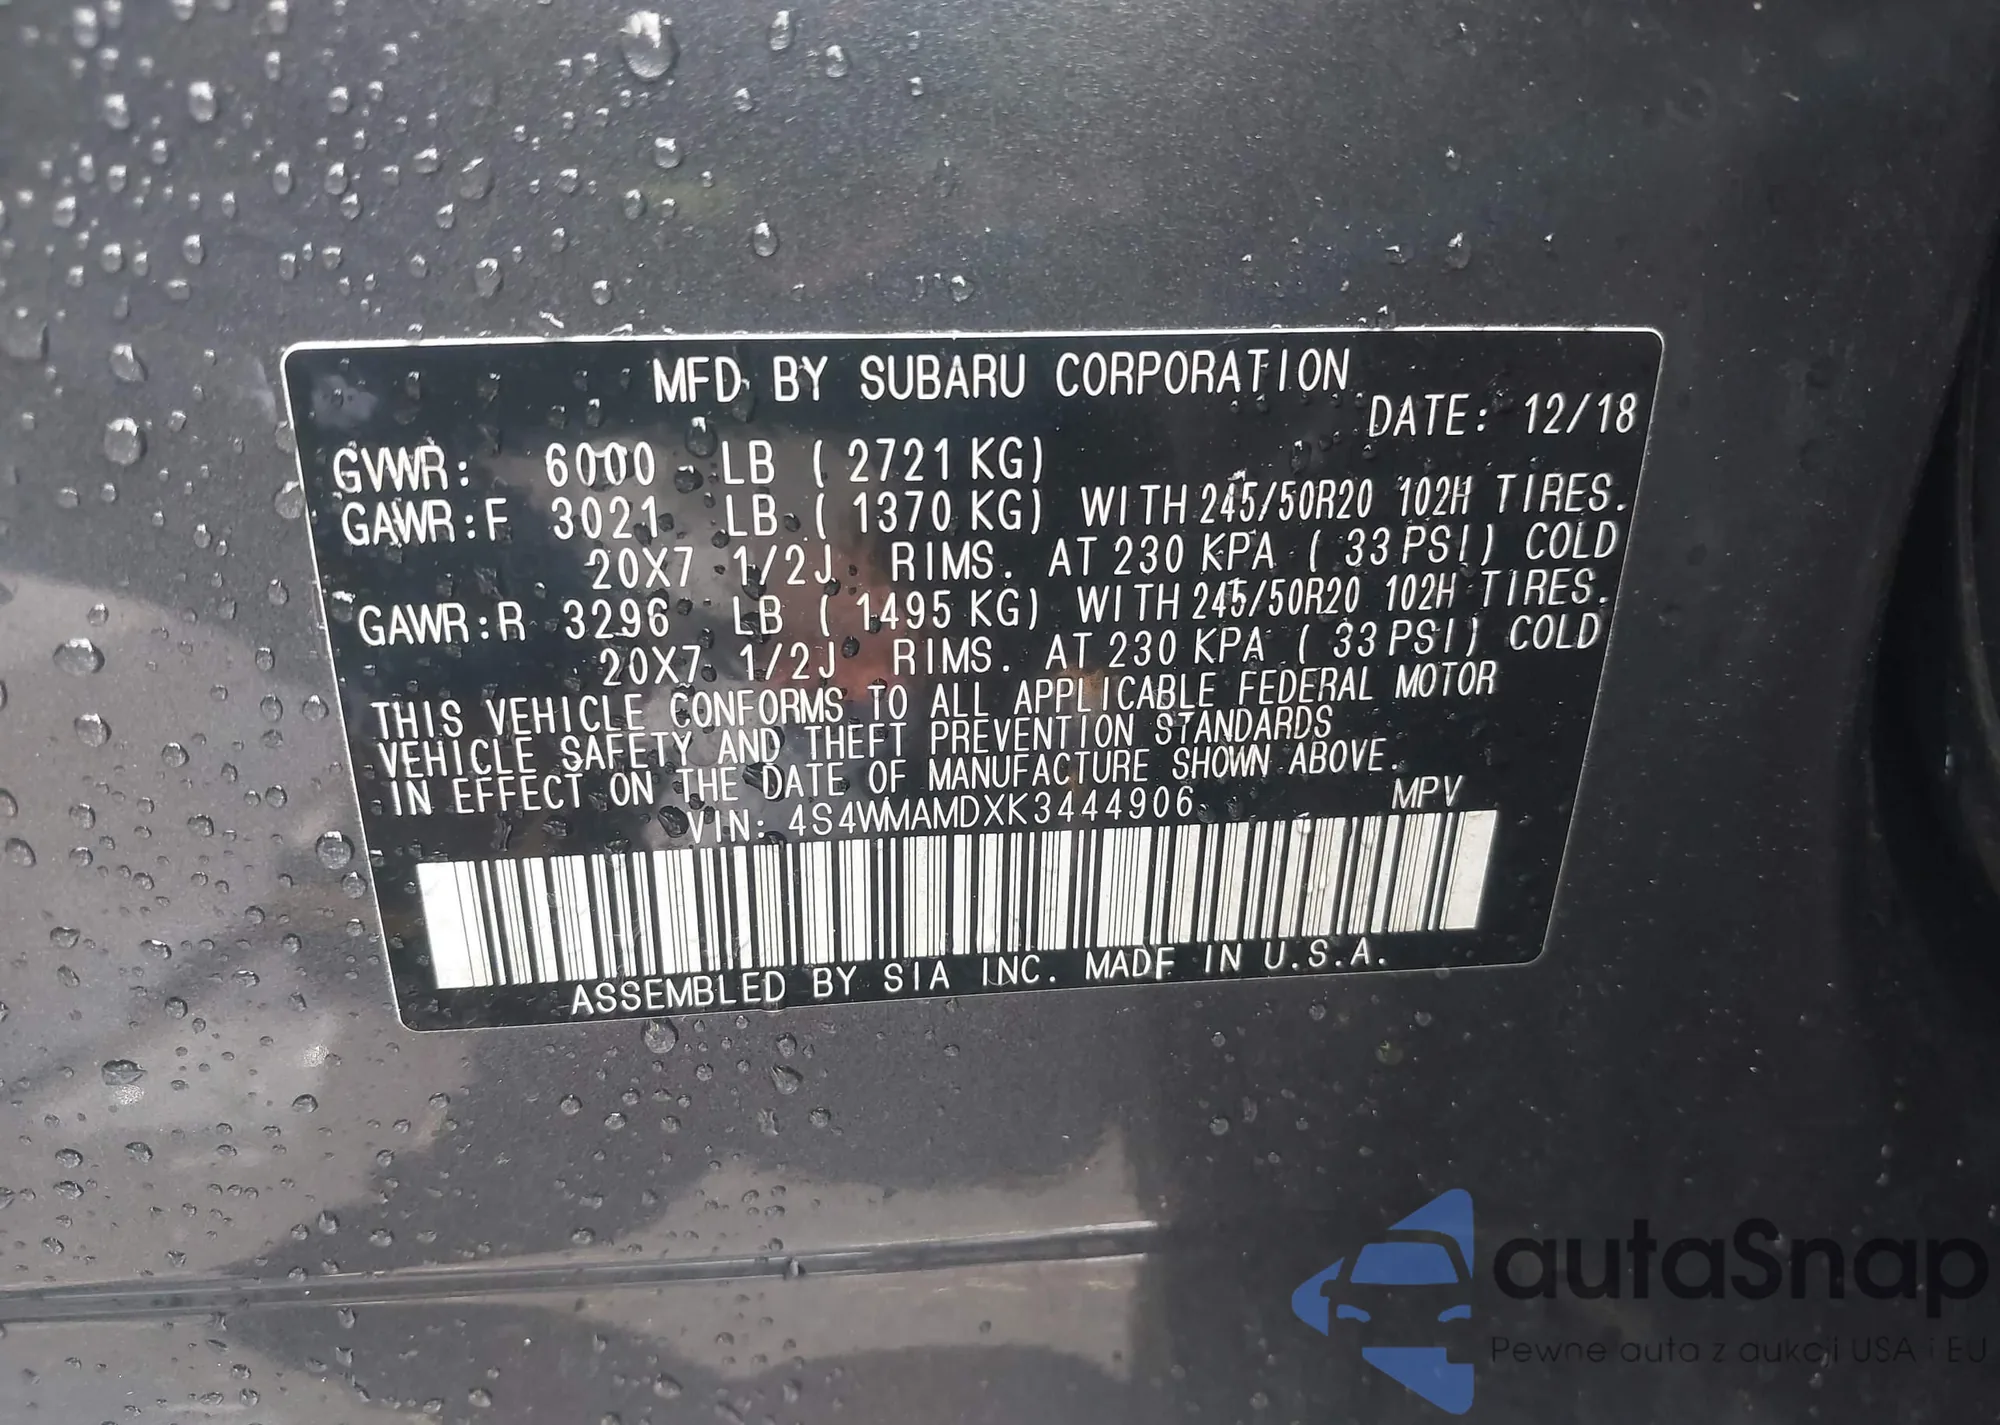 MFD. BY SUBARU CORPORATION
DATE: 12/18
GVWR: 6000 LB ( 2721 KG)
GAWR:F 3021 LB ( 1370 KG) WITH 245/50R20 102H TIRES.
20X7 1/2J RIMS. AT 230 KPA ( 33 PSI) COLD
GAWR:R 3296 LB ( 1495 KG) WITH 245/50R20 102H TIRES.
20X7 1/2J RIMS. AT 230 KPA ( 33 PSI) COLD
THIS VEHICLE CONFORMS TO ALL APPLICABLE FEDERAL MOTOR
VEHICLE SAFETY AND THEFT PREVENTION STANDARDS
IN EFFECT ON THE DATE OF MANUFACTURE SHOWN ABOVE.
VIN: 4S4WMAMDXK3444906 MPV
ASSEMBLED BY SIA INC. MADE IN U.S.A.
autaSnap
Pewne auta z aukcji USA i EU